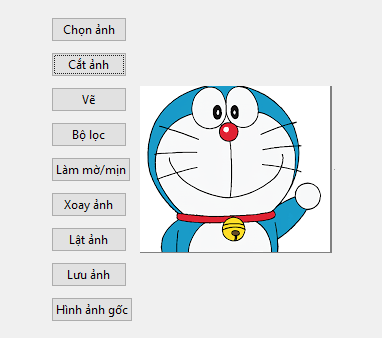 Chọn ảnh
Cắt ảnh
Vẽ
Bộ lọc
Làm mờ/mịn
Xoay ảnh
Lật ảnh
Lưu ảnh
Hình ảnh gốc